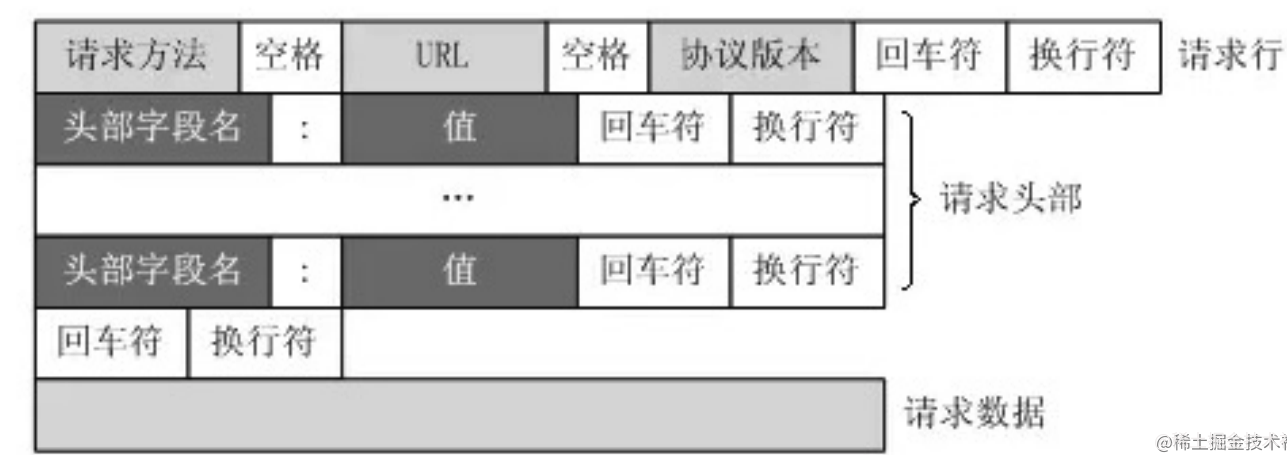 请求方法 空格 URL 空格 协议版本 回车符 换行符 请求行
头部字段名 : 值 回车符 换行符
… 请求头部
头部字段名 : 值 回车符 换行符
回车符 换行符
请求数据
@稀土掘金技术社